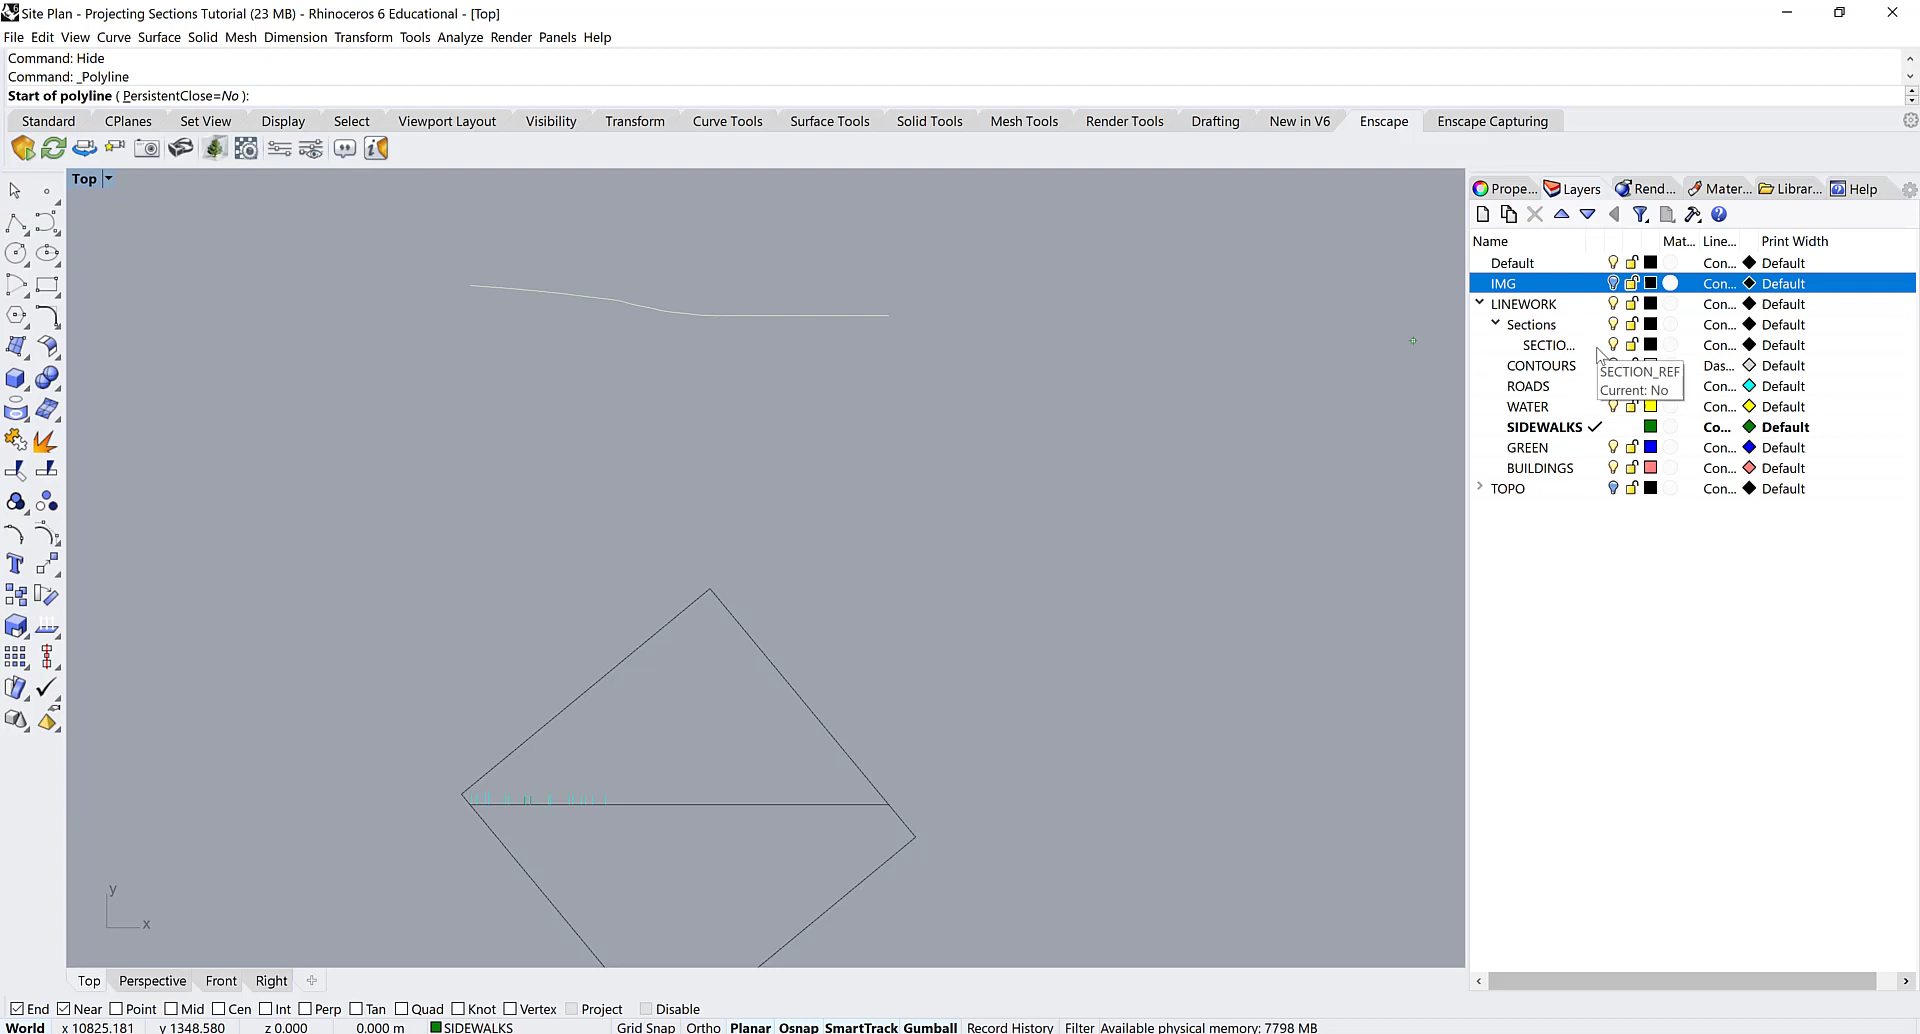 Site Plan - Projecting Sections Tutorial (23 MB) - Rhinoceros 6 Educational - [Top]
File Edit View Curve Surface Solid Mesh Dimension Transform Tools Analyze Render Panels Help
Command: Hide
Command: _Polyline
Start of polyline ( PersistentClose=No ):
Standard CPlanes Set View Display Select Viewport Layout Visibility Transform Curve Tools Surface Tools Solid Tools Mesh Tools Render Tools Drafting New in V6 Enscape Enscape Capturing
Top
Prope... Layers Rend... Mater... Librar... Help
Name Mat... Line... Print Width
Default Con... Default
IMG Con... Default
LINEWORK Con... Default
Sections Con... Default
SECTIO... Con... Default
CONTOURS Das... Default
SECTION_REF
Current: No
ROADS Con... Default
WATER Con... Default
SIDEWALKS Co... Default
GREEN Con... Default
BUILDINGS Con... Default
TOPO Con... Default
y
x
Top Perspective Front Right
End Near Point Mid Cen Int Perp Tan Quad Knot Vertex Project Disable
World x 10825.181 y 1348.580 z 0.000 0.000 m SIDEWALKS Grid Snap Ortho Planar Osnap SmartTrack Gumball Record History Filter Available physical memory: 7798 MB